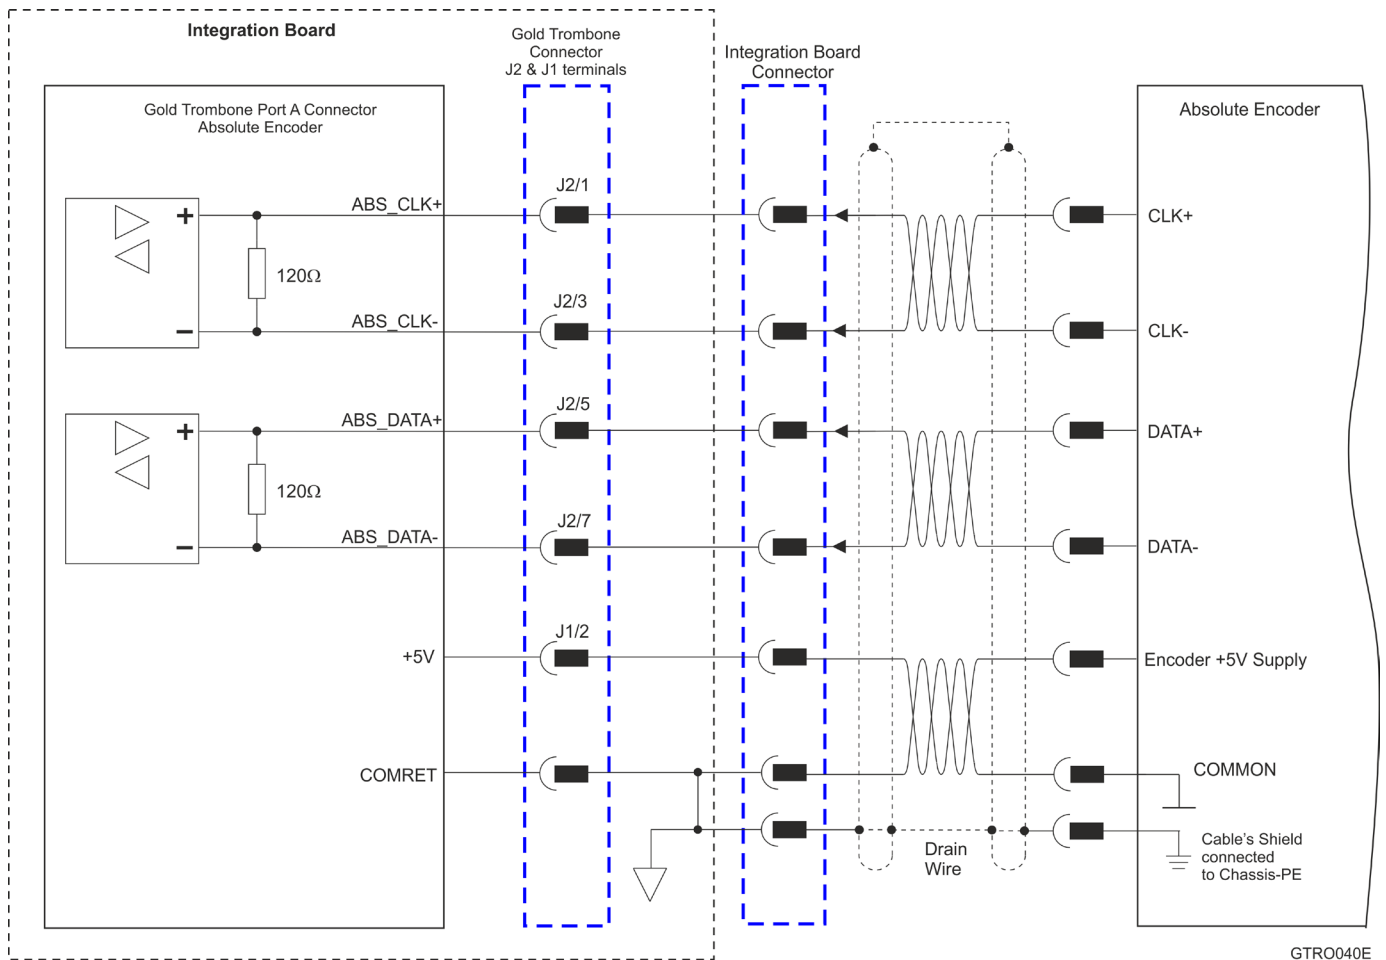 Integration Board
Gold Trombone
Connector
J2 & J1 terminals
Integration Board
Connector
Gold Trombone Port A Connector
Absolute Encoder
Absolute Encoder
ABS_CLK+
J2/1
+
CLK+
120Ω
ABS_CLK-
J2/3
−
CLK-
ABS_DATA+
J2/5
+
DATA+
120Ω
ABS_DATA-
J2/7
−
DATA-
+5V
J1/2
Encoder +5V Supply
COMRET
COMMON
Drain
Wire
Cable's Shield
connected
to Chassis-PE
GTRO040E